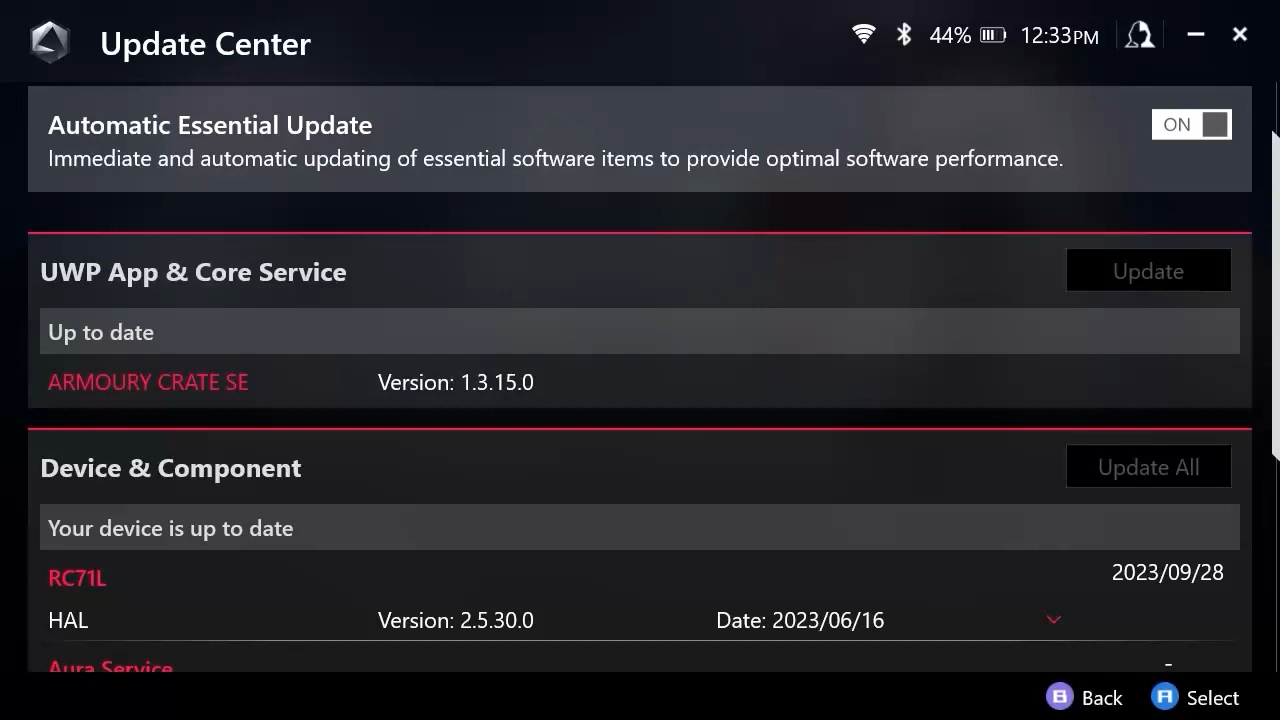 Update Center
44%
12:33PM
Automatic Essential Update
ON
Immediate and automatic updating of essential software items to provide optimal software performance.
UWP App & Core Service
Update
Up to date
ARMOURY CRATE SE Version: 1.3.15.0
Device & Component
Update All
Your device is up to date
RC71L 2023/09/28
HAL Version: 2.5.30.0 Date: 2023/06/16
Aura Service -
B Back A Select